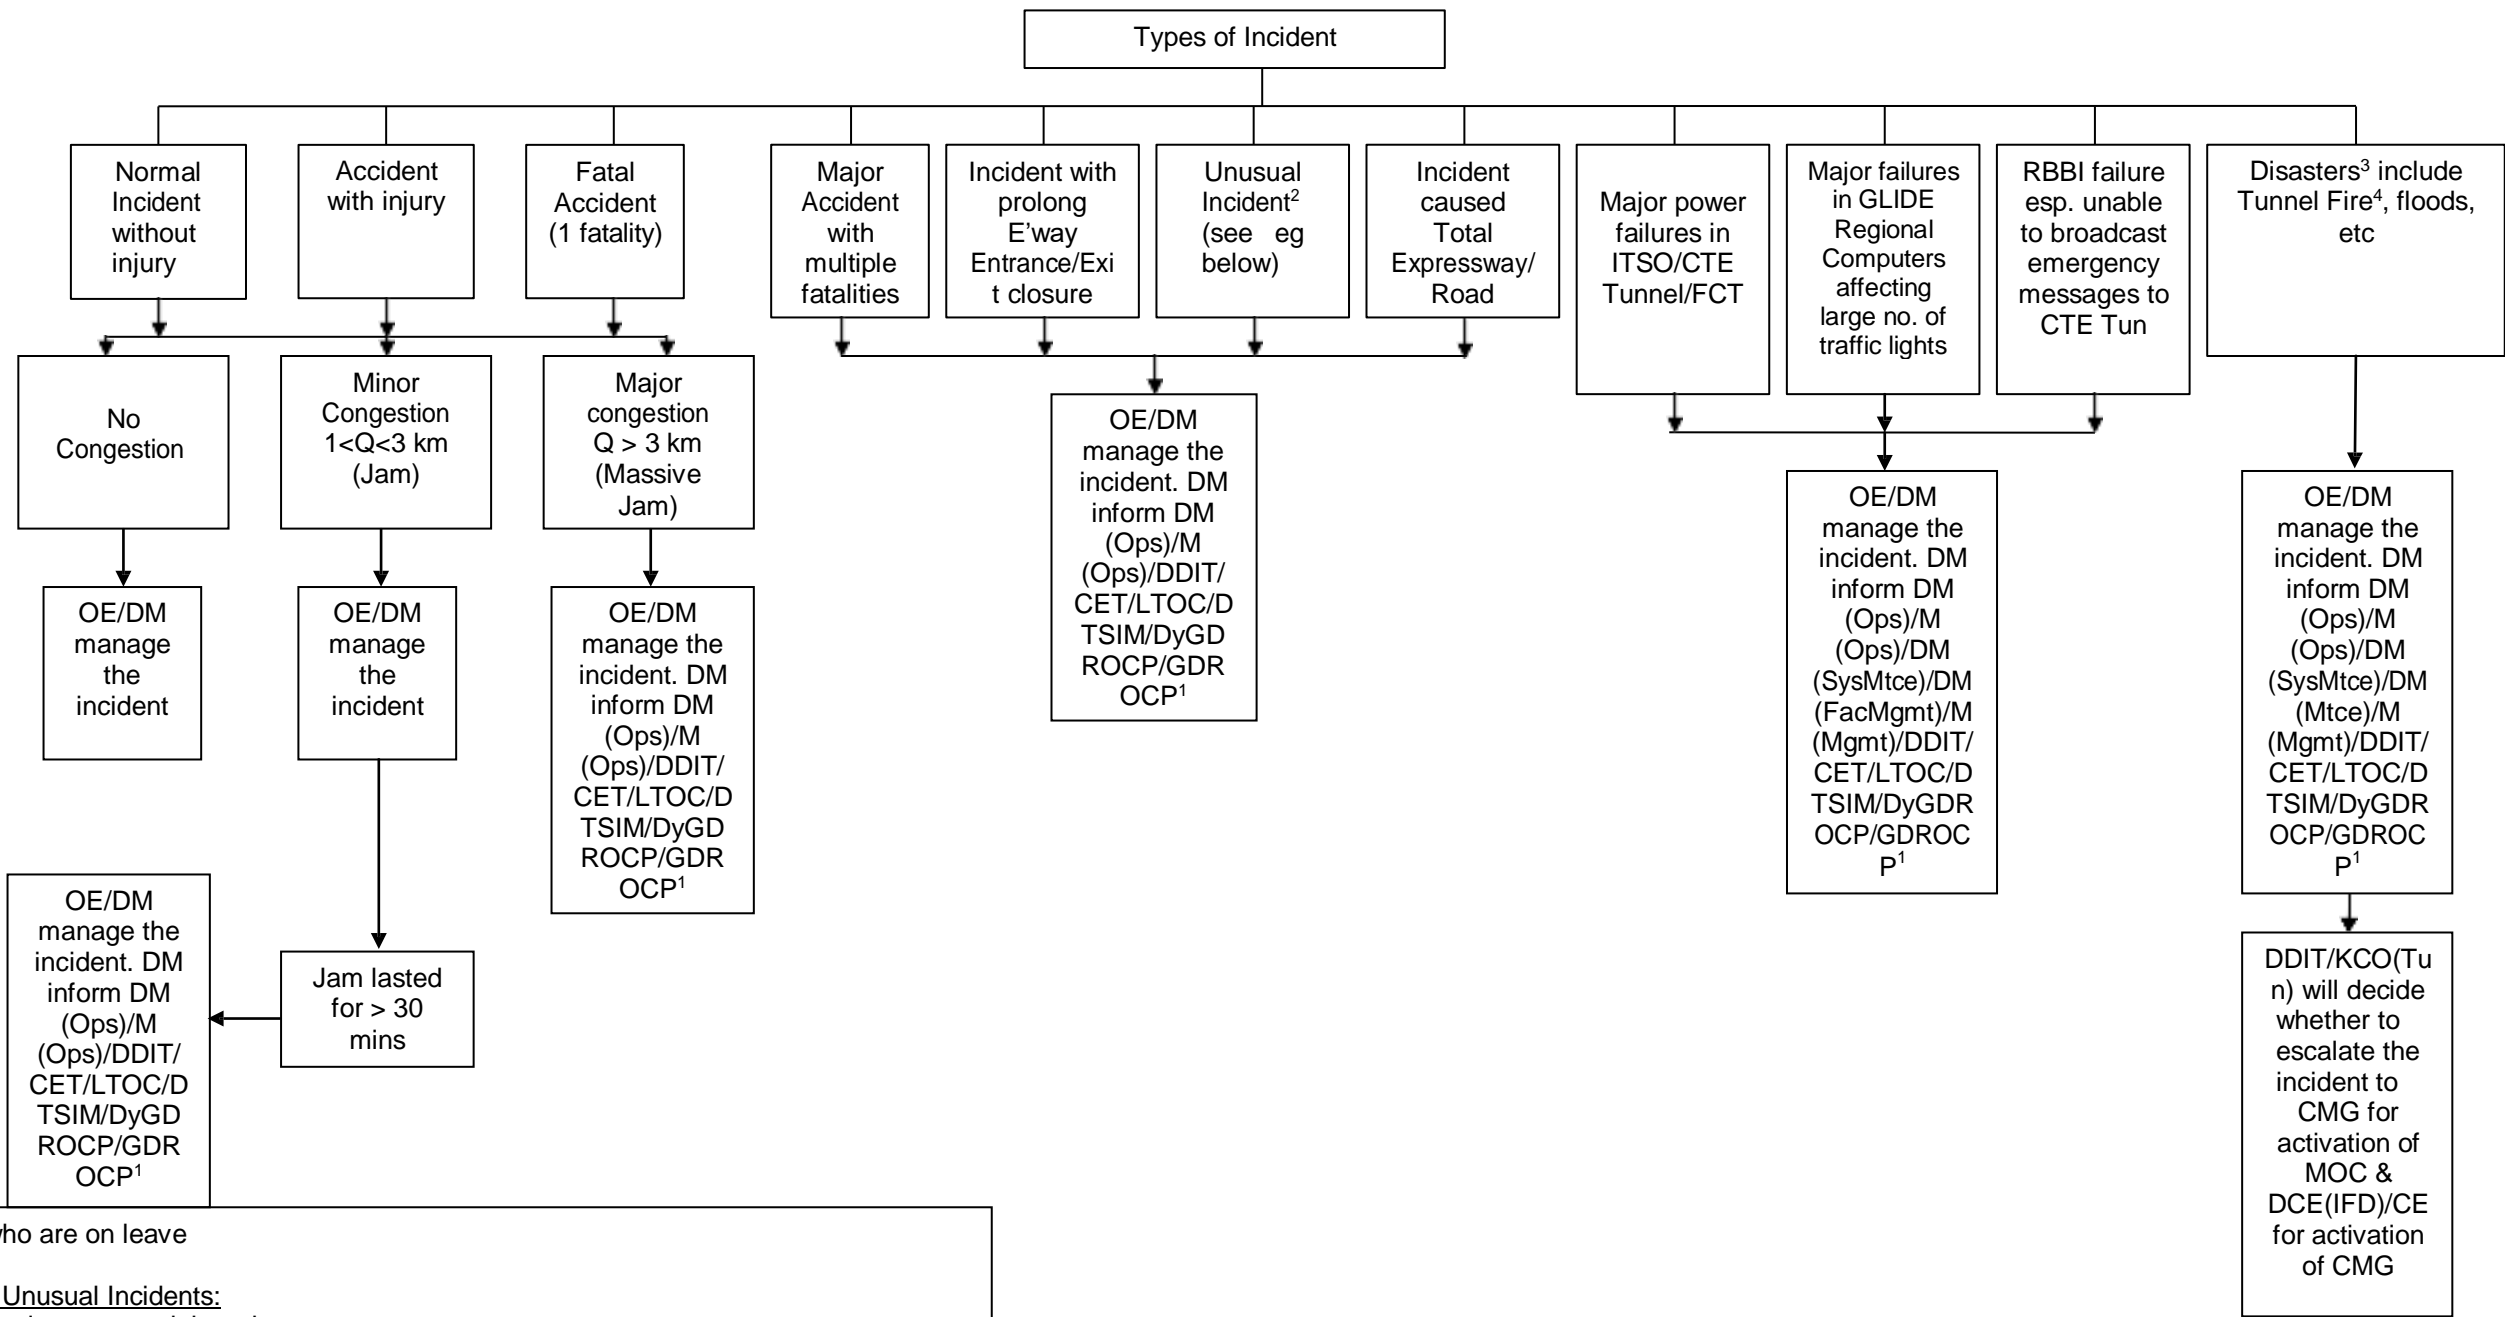 Types of Incident
Normal
Incident
without
injury
Accident
with injury
Fatal
Accident
(1 fatality)
Major
Accident
with
multiple
fatalities
Incident with
prolong
E’way
Entrance/Exi
t closure
Unusual
Incident2
(see eg
below)
Incident
caused
Total
Expressway/
Road
Major power
failures in
ITSO/CTE
Tunnel/FCT
Major failures
in GLIDE
Regional
Computers
affecting
large no. of
traffic lights
RBBI failure
esp. unable
to broadcast
emergency
messages to
CTE Tun
Disasters3 include
Tunnel Fire4, floods,
etc
No
Congestion
Minor
Congestion
1<Q<3 km
(Jam)
Major
congestion
Q > 3 km
(Massive
Jam)
OE/DM
manage the
incident. DM
inform DM
(Ops)/M
(Ops)/DDIT/
CET/LTOC/D
TSIM/DyGD
ROCP/GDR
OCP1
OE/DM
manage the
incident. DM
inform DM
(Ops)/M
(Ops)/DM
(SysMtce)/DM
(FacMgmt)/M
(Mgmt)/DDIT/
CET/LTOC/D
TSIM/DyGDR
OCP/GDROC
P1
OE/DM
manage the
incident. DM
inform DM
(Ops)/M
(Ops)/DM
(SysMtce)/DM
(Mtce)/M
(Mgmt)/DDIT/
CET/LTOC/D
TSIM/DyGDR
OCP/GDROC
P1
OE/DM
manage
the
incident
OE/DM
manage
the
incident
OE/DM
manage the
incident. DM
inform DM
(Ops)/M
(Ops)/DDIT/
CET/LTOC/D
TSIM/DyGD
ROCP/GDR
OCP1
OE/DM
manage the
incident. DM
inform DM
(Ops)/M
(Ops)/DDIT/
CET/LTOC/D
TSIM/DyGD
ROCP/GDR
OCP1
Jam lasted
for > 30
mins
DDIT/KCO(Tu
n) will decide
whether to
escalate the
incident to
CMG for
activation of
MOC &
DCE(IFD)/CE
for activation
of CMG
who are on leave
Unusual Incidents: